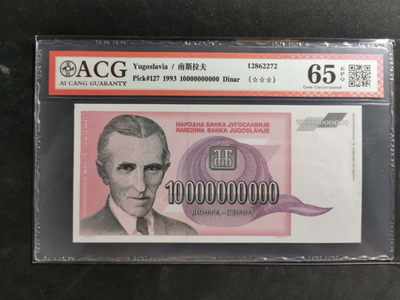 ACG
AI CANG GUARANTY
Yugoslavia / 南斯拉夫
12862272
Pick#127 1993 10000000000 Dinar
(☆☆☆)
65
EPQ
Gem Uncirculated
НАРОДНА БАНКА ЈУГОСЛАВИЈЕ
NARODNA BANKA JUGOSLAVIJE
10000000000
10000000000
ДИНАРА - DINARA